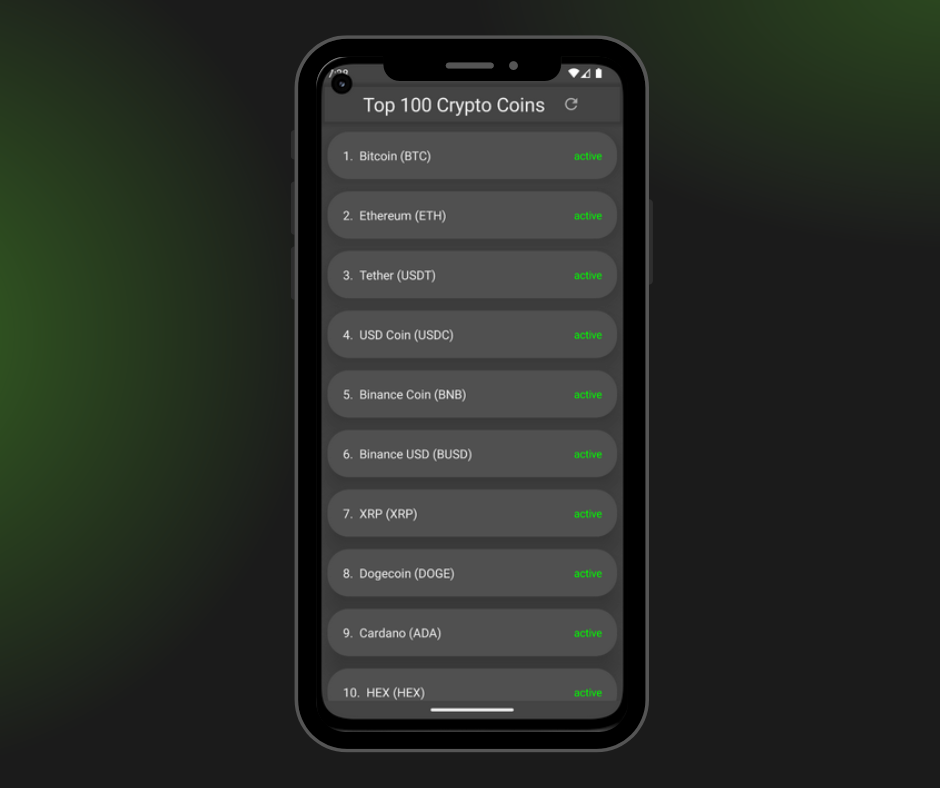 Top 100 Crypto Coins
1. Bitcoin (BTC) active
2. Ethereum (ETH) active
3. Tether (USDT) active
4. USD Coin (USDC) active
5. Binance Coin (BNB) active
6. Binance USD (BUSD) active
7. XRP (XRP) active
8. Dogecoin (DOGE) active
9. Cardano (ADA) active
10. HEX (HEX) active